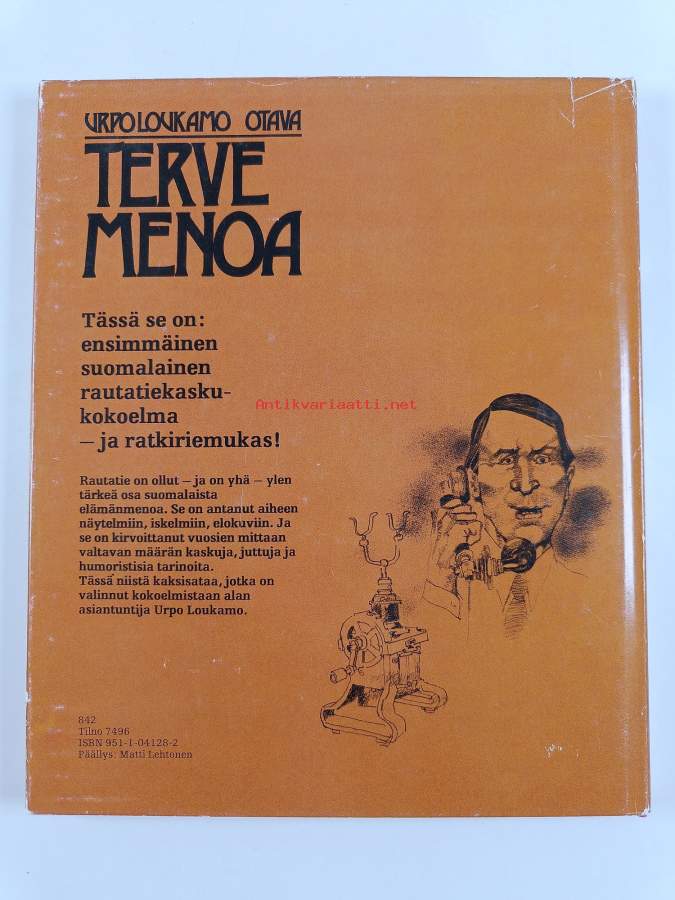 URPO LOUKAMO OTAVA
TERVE
MENOA
Tässä se on:
ensimmäinen
suomalainen
rautatiekasku-
kokoelma
– ja ratkiriemukas!
Antikvariaatti.net
Rautatie on ollut – ja on yhä – ylen
tärkeä osa suomalaista
elämänmenoa. Se on antanut aiheen
näytelmiin, iskelmiin, elokuviin. Ja
se on kirvoittanut vuosien mittaan
valtavan määrän kaskuja, juttuja ja
humoristisia tarinoita.
Tässä niistä kaksisataa, jotka on
valinnut kokoelmistaan alan
asiantuntija Urpo Loukamo.
842
Tilno 7496
ISBN 951-1-04128-2
Päällys: Matti Lehtonen